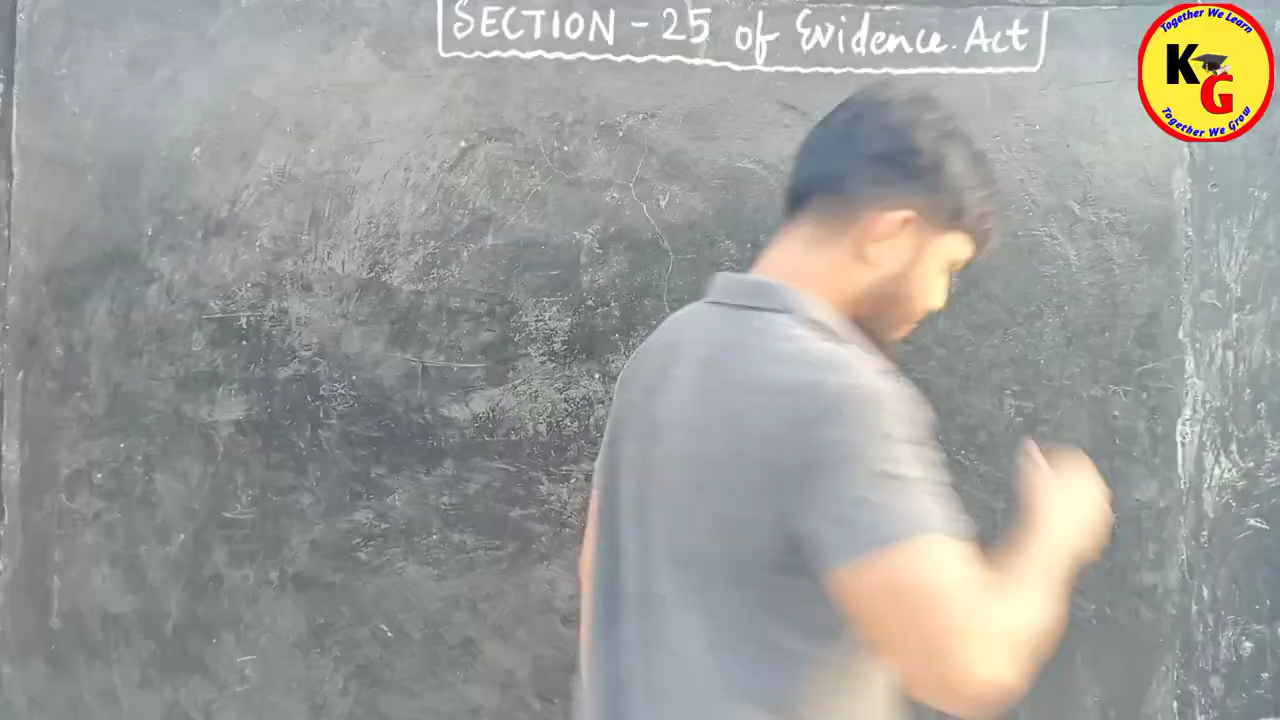 SECTION - 25 of Evidence. Act
Together We Learn
KG
Together We Grow